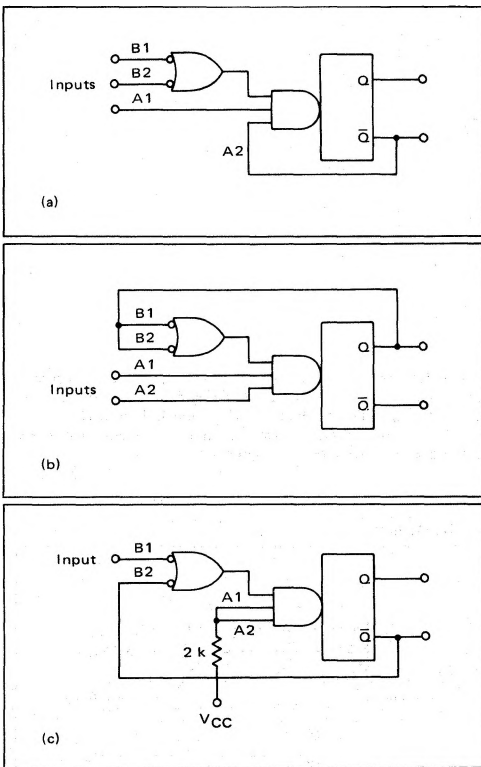 B1
B2
Inputs
A1
A2
Q
Q̅
(a)
B1
B2
A1
Inputs
A2
Q
Q̅
(b)
Input
B1
B2
A1
A2
2 k
VCC
Q
Q̅
(c)